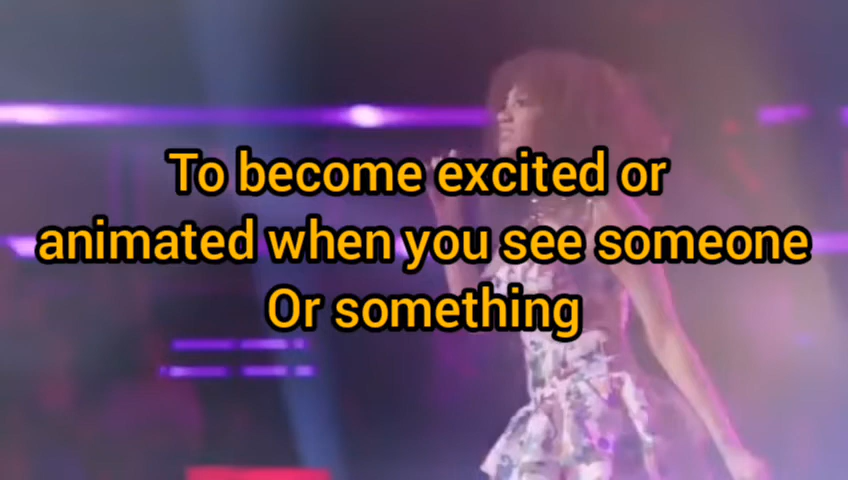 To become excited or
animated when you see someone
Or something